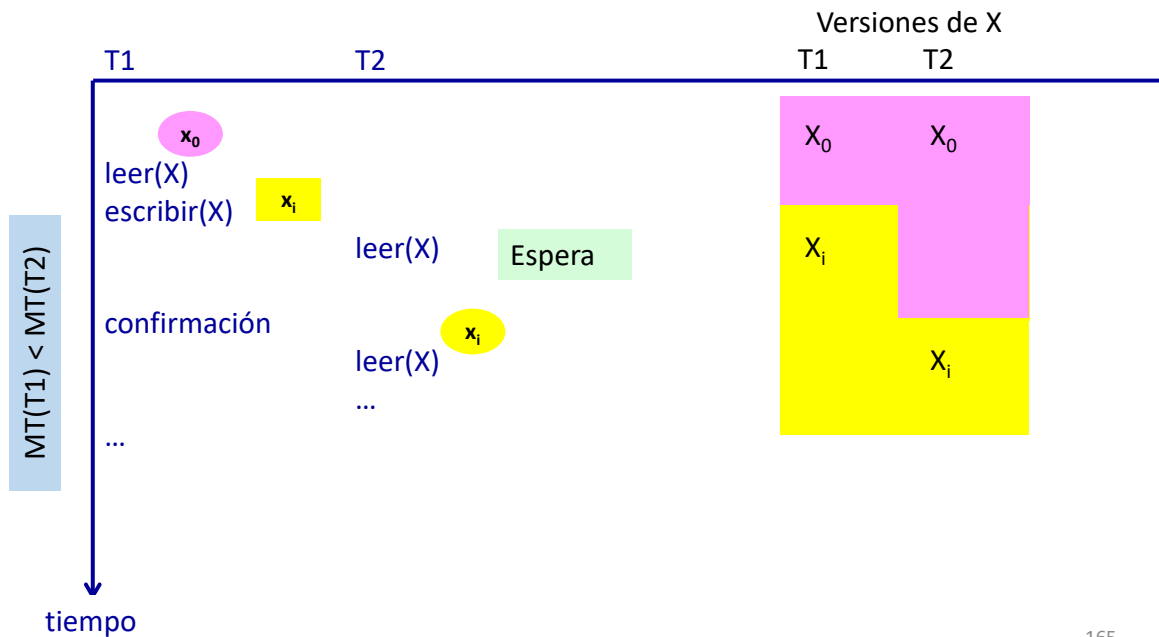 Versiones de X
T1 T2 T1 T2
x₀ X₀ X₀
leer(X)
escribir(X) xᵢ
leer(X) Espera Xᵢ
confirmación xᵢ
leer(X) Xᵢ
...
...
MT(T1) < MT(T2)
tiempo
165